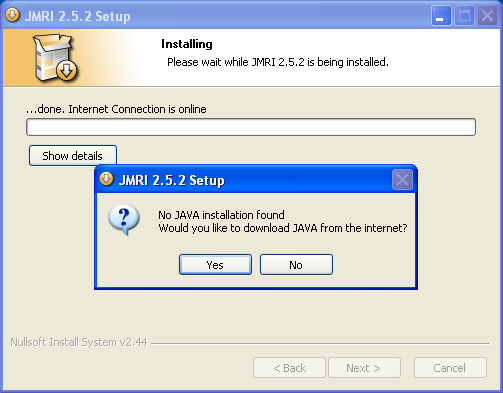 JMRI 2.5.2 Setup
Installing
Please wait while JMRI 2.5.2 is being installed.
...done. Internet Connection is online
Show details
JMRI 2.5.2 Setup
No JAVA installation found
Would you like to download JAVA from the internet?
Yes No
Nullsoft Install System v2.44
< Back Next > Cancel